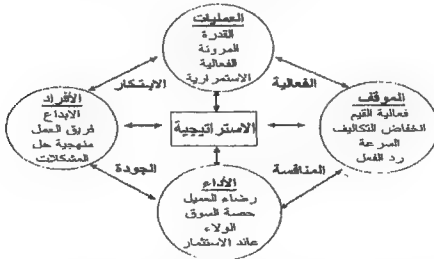 العمليات
القدرة
المرونة
الفعالية
الاستمرارية
الفعالية
الابتكار
الموقف
فعالية القيم
انخفاض التكاليف
السرعة
رد الفعل
الاستراتيجية
الأفراد
الابداع
فريق العمل
منهجية حل
المشكلات
المنافسة
الجودة
الأداء
رضاء العميل
حصة السوق
الولاء
عائد الاستثمار